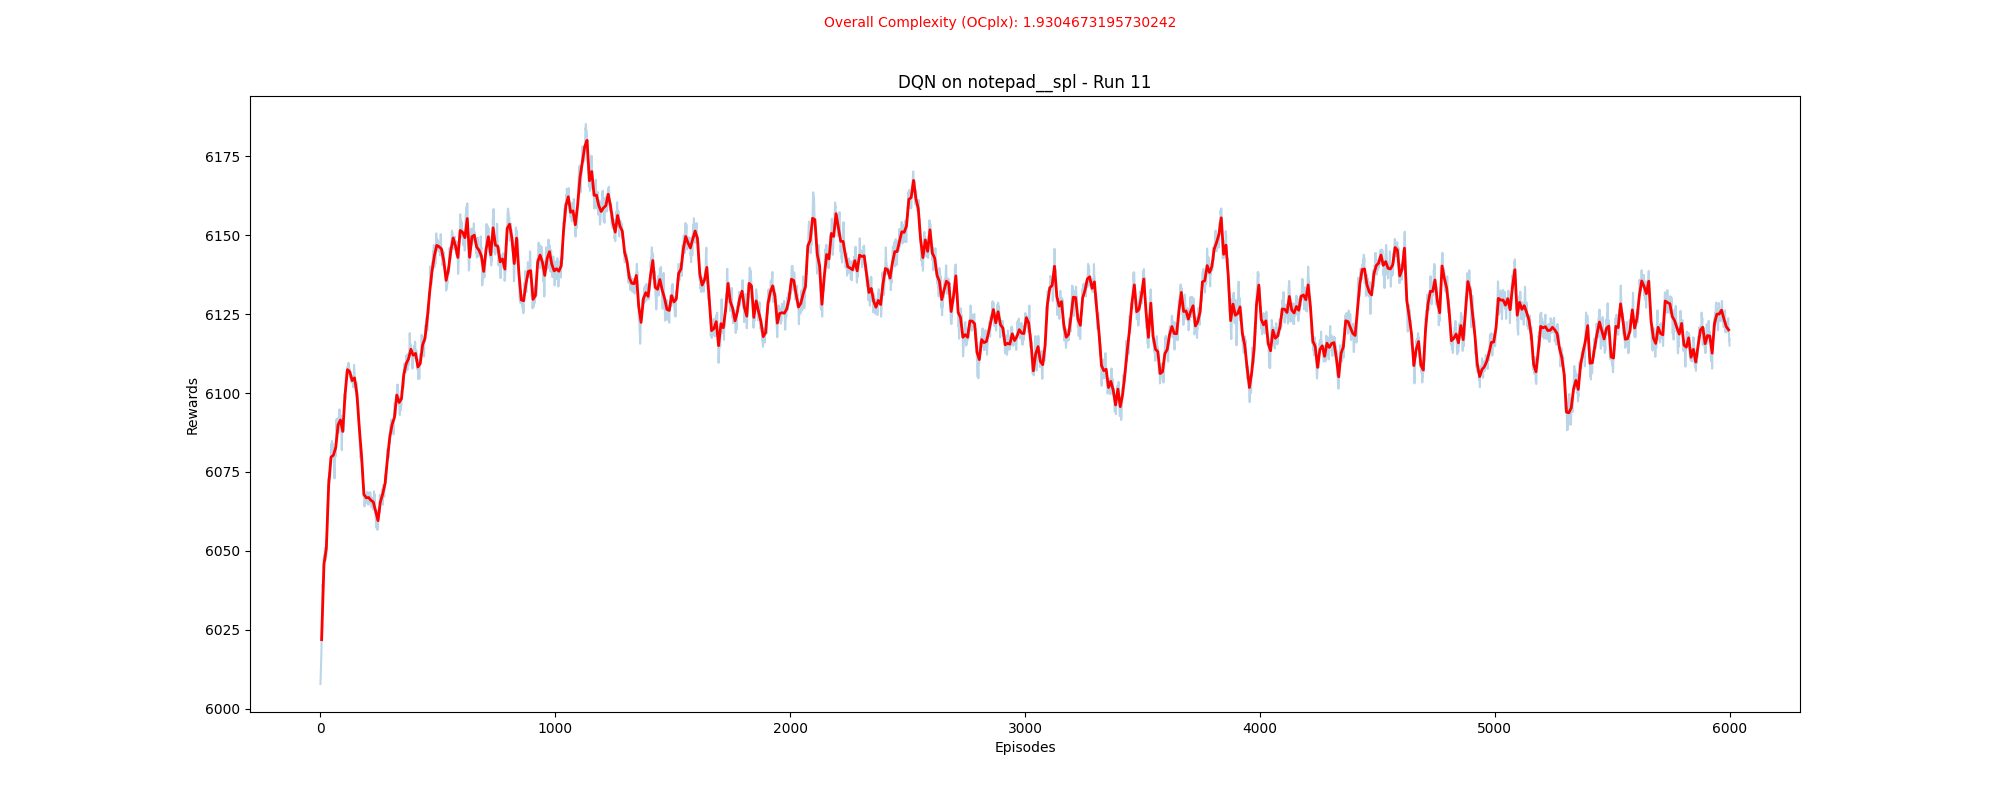 Overall Complexity (OCplx): 1.9304673195730242
DQN on notepad__spl - Run 11
6175
6150
6125
6100
6075
6050
6025
6000
Rewards
0 1000 2000 3000 4000 5000 6000
Episodes